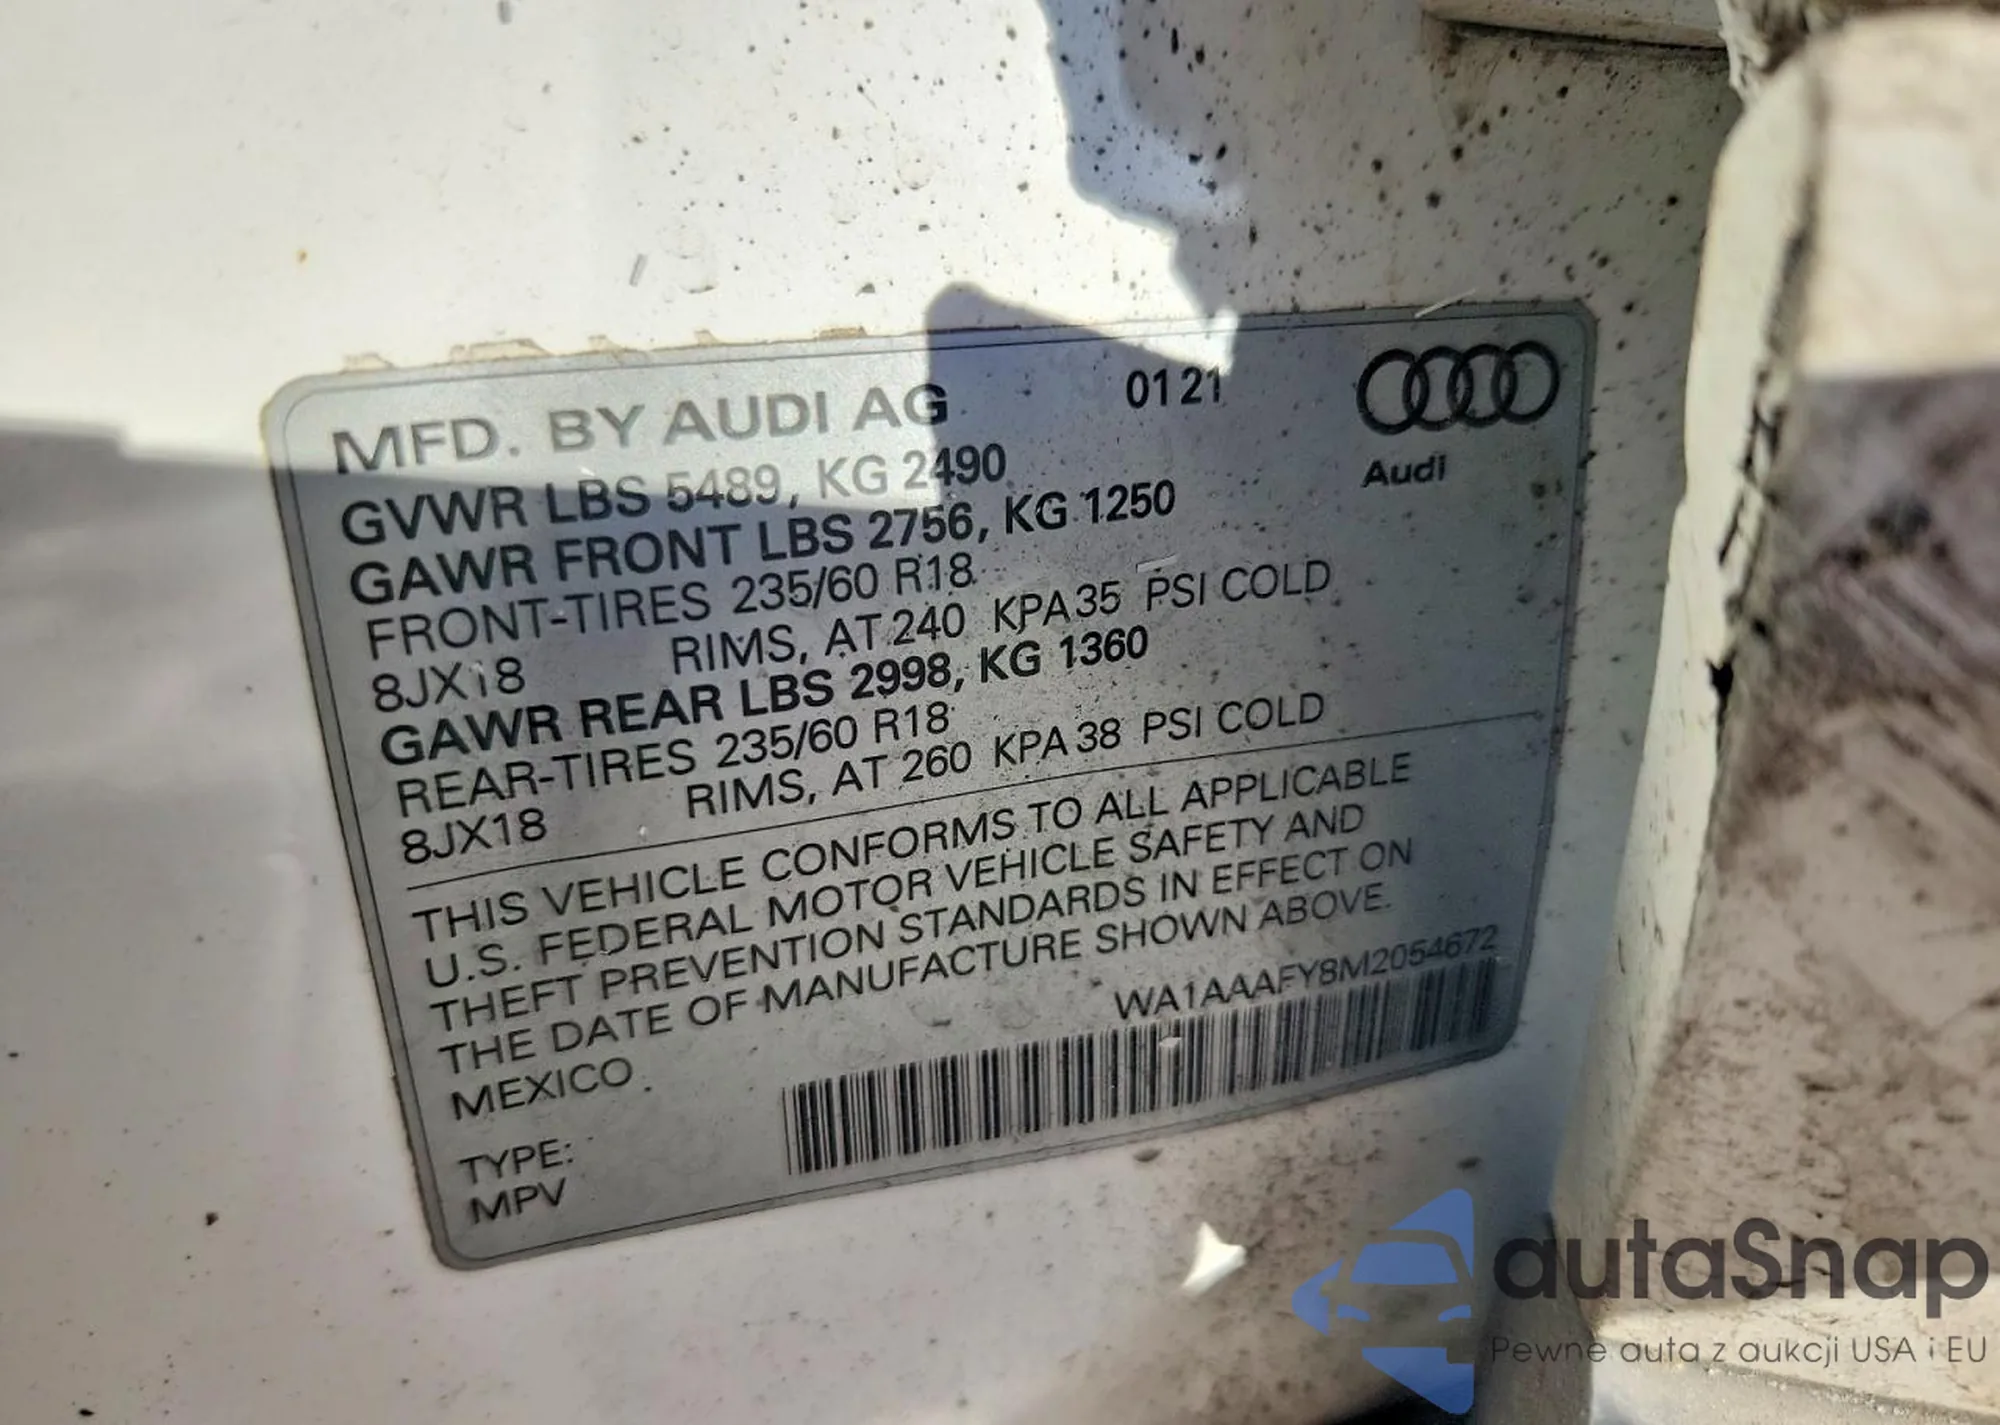 MFD. BY AUDI AG 0121
Audi
GVWR LBS 5489, KG 2490
GAWR FRONT LBS 2756, KG 1250
FRONT-TIRES 235/60 R18
8JX18 RIMS, AT 240 KPA 35 PSI COLD
GAWR REAR LBS 2998, KG 1360
REAR-TIRES 235/60 R18
8JX18 RIMS, AT 260 KPA 38 PSI COLD
THIS VEHICLE CONFORMS TO ALL APPLICABLE
U.S. FEDERAL MOTOR VEHICLE SAFETY AND
THEFT PREVENTION STANDARDS IN EFFECT ON
THE DATE OF MANUFACTURE SHOWN ABOVE.
MEXICO.
WA1AAAFY8M2054672
TYPE:
MPV
autaSnap
Pewne auta z aukcji USA i EU